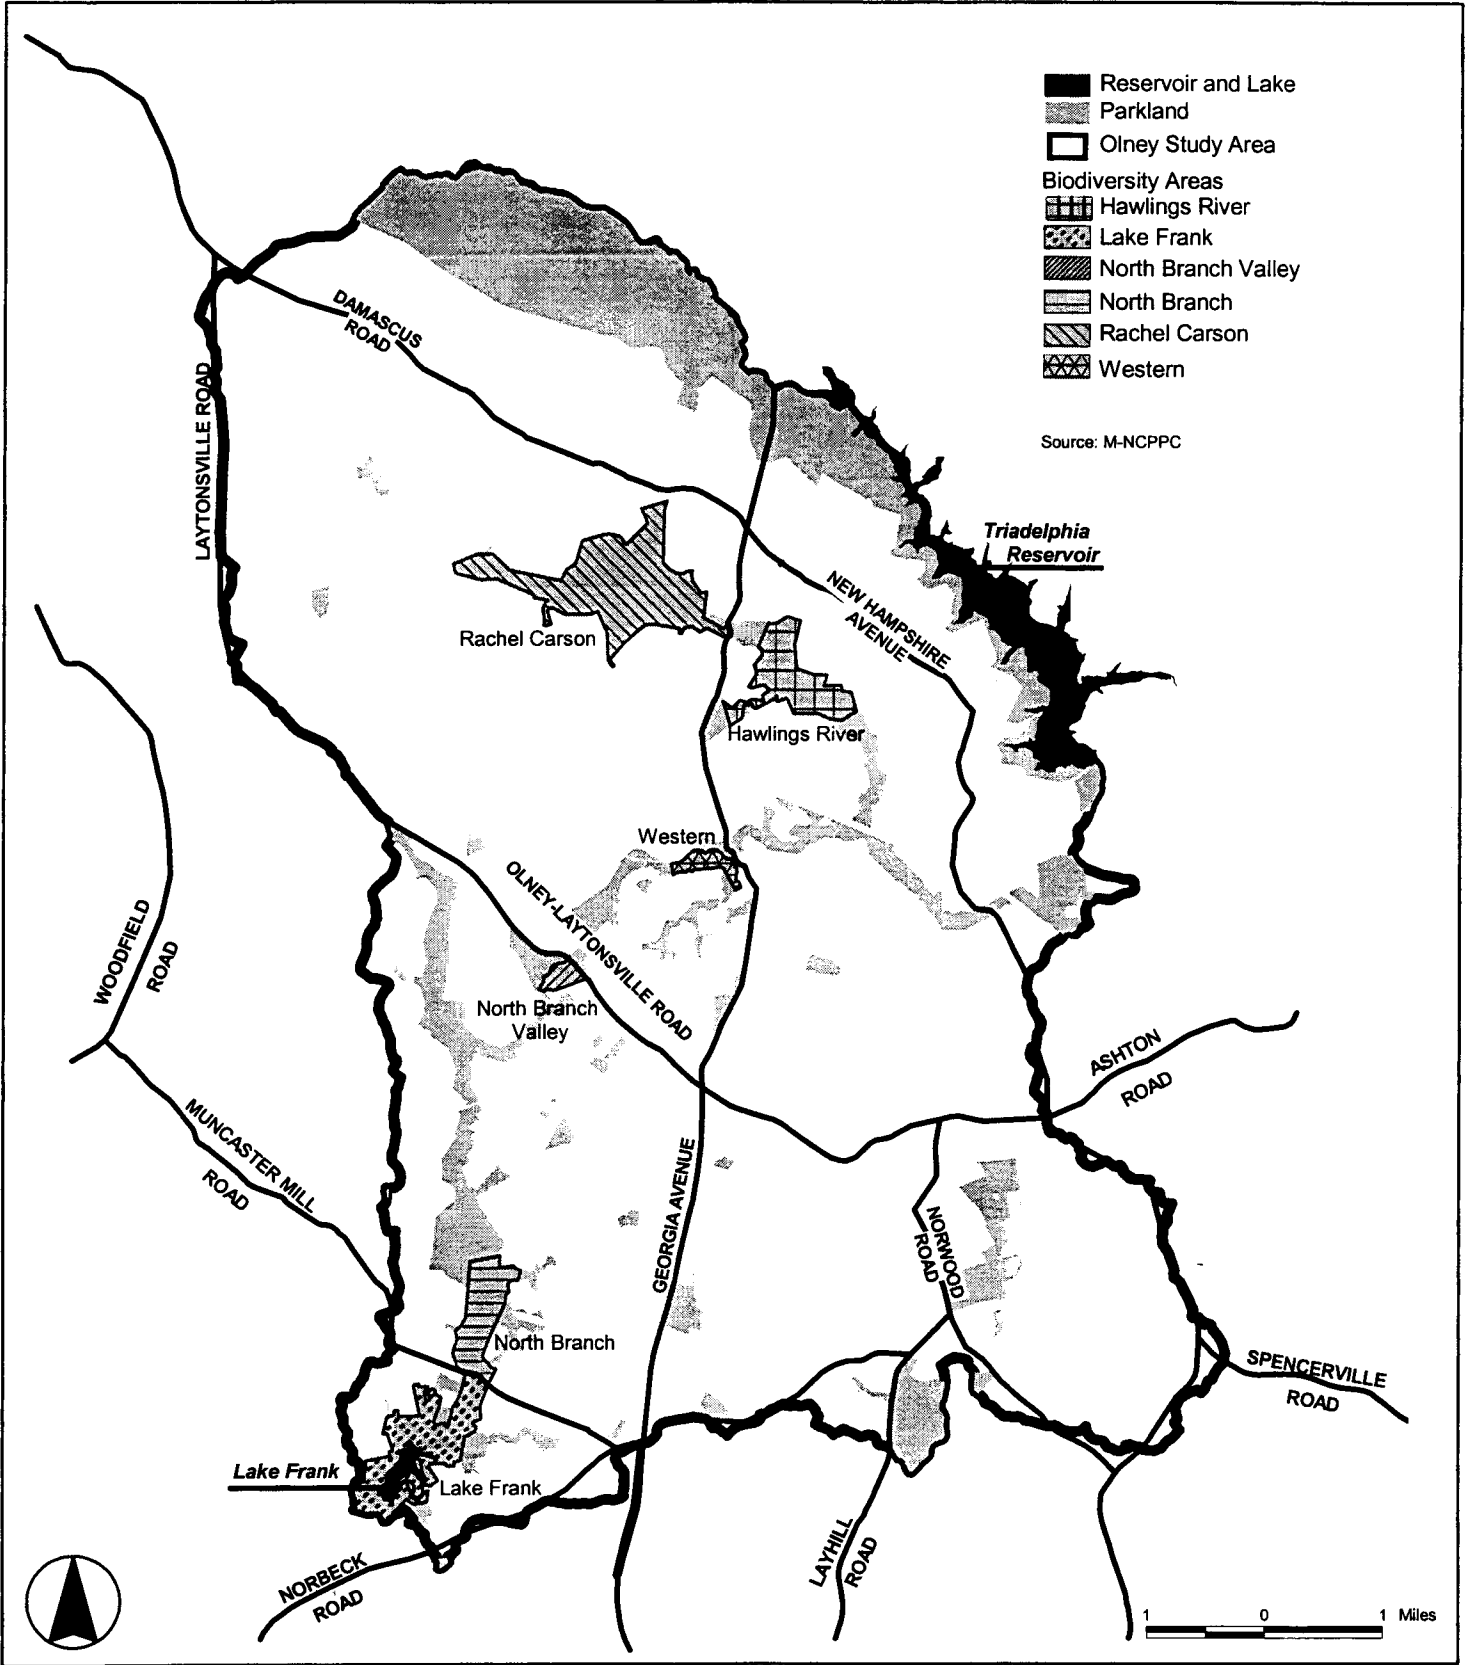 Reservoir and Lake
Parkland
Olney Study Area
Biodiversity Areas
Hawlings River
Lake Frank
North Branch Valley
North Branch
Rachel Carson
Western
Source: M-NCPPC
DAMASCUS
ROAD
LAYTONSVILLE ROAD
Triadelphia
Reservoir
NEW HAMPSHIRE
AVENUE
Rachel Carson
Hawlings River
Western
OLNEY-LAYTONSVILLE ROAD
WOODFIELD
ROAD
North Branch
Valley
ASHTON
ROAD
MUNCASTER MILL
ROAD
GEORGIA AVENUE
NORWOOD
ROAD
North Branch
SPENCERVILLE
ROAD
Lake Frank
Lake Frank
LAYHILL
ROAD
NORBECK
ROAD
1 0 1 Miles